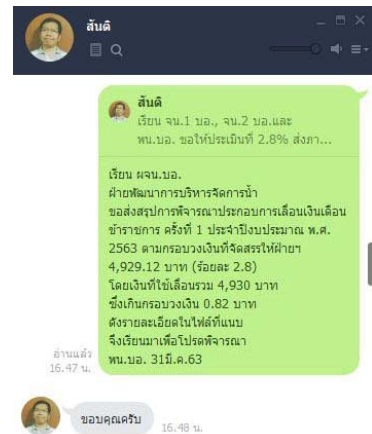 สันติ
สันติ
เรียน จน.1 บอ., จน.2 บอ.และ
พน.บอ. ขอให้ประเมินที่ 2.8% ส่งภา...
เรียน ผจน.บอ.
ฝ่ายพัฒนาการบริหารจัดการน้ำ
ขอส่งสรุปการพิจารณาประกอบการเลื่อนเงินเดือน
ข้าราชการ ครั้งที่ 1 ประจำปีงบประมาณ พ.ศ.
2563 ตามกรอบวงเงินที่จัดสรรให้ฝ่ายฯ
4,929.12 บาท (ร้อยละ 2.8)
โดยเงินที่ใช้เลื่อนรวม 4,930 บาท
ซึ่งเกินกรอบวงเงิน 0.82 บาท
ดังรายละเอียดในไฟล์ที่แนบ
จึงเรียนมาเพื่อโปรดพิจารณา
พน.บอ. 31มี.ค.63
อ่านแล้ว
16.47 น.
ขอบคุณครับ
16.48 น.